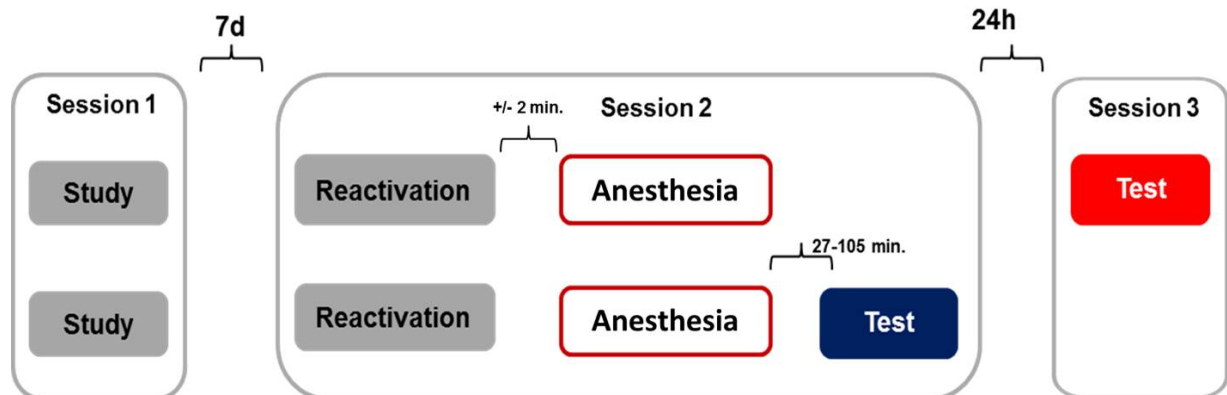 7d
24h
Session 1
+/- 2 min.
Session 2
Session 3
Study
Reactivation
Anesthesia
Test
27-105 min.
Study
Reactivation
Anesthesia
Test